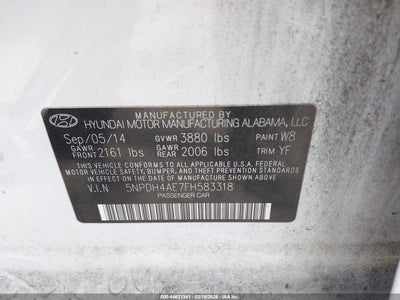 MANUFACTURED BY
HYUNDAI MOTOR MANUFACTURING ALABAMA, LLC
Sep/05/14 GVWR 3880 lbs PAINT W8
GAWR FRONT 2161 lbs GAWR REAR 2006 lbs TRIM YF
THIS VEHICLE CONFORMS TO ALL APPLICABLE U.S. FEDERAL
MOTOR VEHICLE SAFETY, BUMPER, AND THEFT PREVENTION
STANDARDS IN EFFECT ON THE DATE OF MANUFACTURE SHOWN ABOVE.
V.I.N 5NPDH4AE7FH583318
PASSENGER CAR